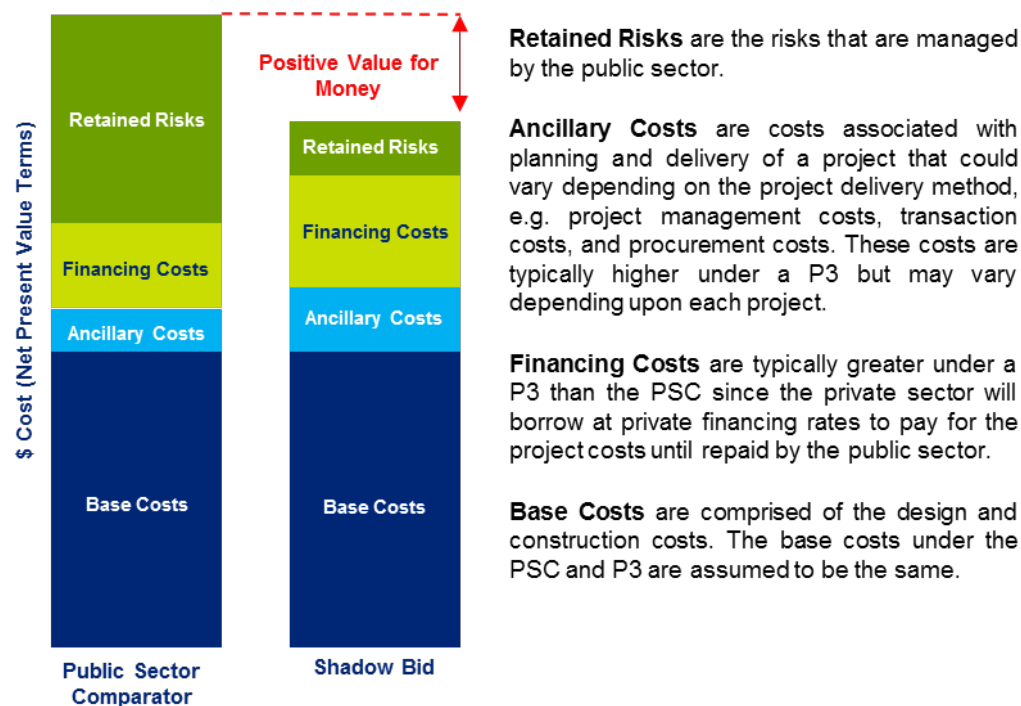 Positive Value for
Money
Retained Risks
Financing Costs
Ancillary Costs
Base Costs
Retained Risks
Financing Costs
Ancillary Costs
Base Costs
$ Cost (Net Present Value Terms)
Public Sector
Comparator
Shadow Bid
Retained Risks are the risks that are managed
by the public sector.
Ancillary Costs are costs associated with
planning and delivery of a project that could
vary depending on the project delivery method,
e.g. project management costs, transaction
costs, and procurement costs. These costs are
typically higher under a P3 but may vary
depending upon each project.
Financing Costs are typically greater under a
P3 than the PSC since the private sector will
borrow at private financing rates to pay for the
project costs until repaid by the public sector.
Base Costs are comprised of the design and
construction costs. The base costs under the
PSC and P3 are assumed to be the same.